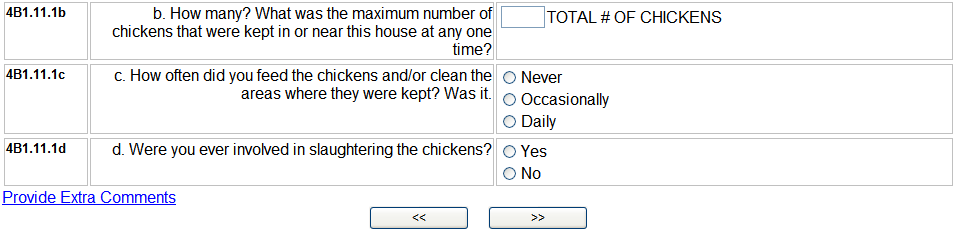 4B1.11.1b
b. How many? What was the maximum number of
chickens that were kept in or near this house at any one
time?
TOTAL # OF CHICKENS
4B1.11.1c
c. How often did you feed the chickens and/or clean the
areas where they were kept? Was it.
Never
Occasionally
Daily
4B1.11.1d
d. Were you ever involved in slaughtering the chickens?
Yes
No
Provide Extra Comments
<<
>>